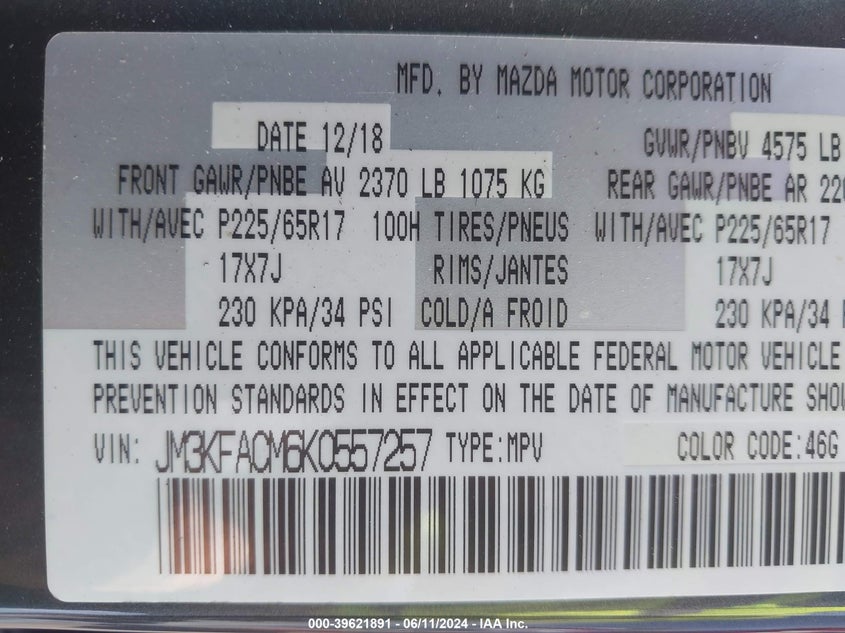 MFD. BY MAZDA MOTOR CORPORATION
DATE 12/18 GVWR/PNBV 4575 LB
FRONT GAWR/PNBE AV 2370 LB 1075 KG REAR GAWR/PNBE AR 220
WITH/AVEC P225/65R17 100H TIRES/PNEUS WITH/AVEC P225/65R17
17X7J RIMS/JANTES 17X7J
230 KPA/34 PSI COLD/A FROID 230 KPA/34 P
THIS VEHICLE CONFORMS TO ALL APPLICABLE FEDERAL MOTOR VEHICLE
PREVENTION STANDARDS IN EFFECT ON THE DATE OF MANUFACTURE SHOW
VIN: JM3KFACM6K0557257 TYPE:MPV COLOR CODE:46G
000-39621891 - 06/11/2024 - IAA Inc.